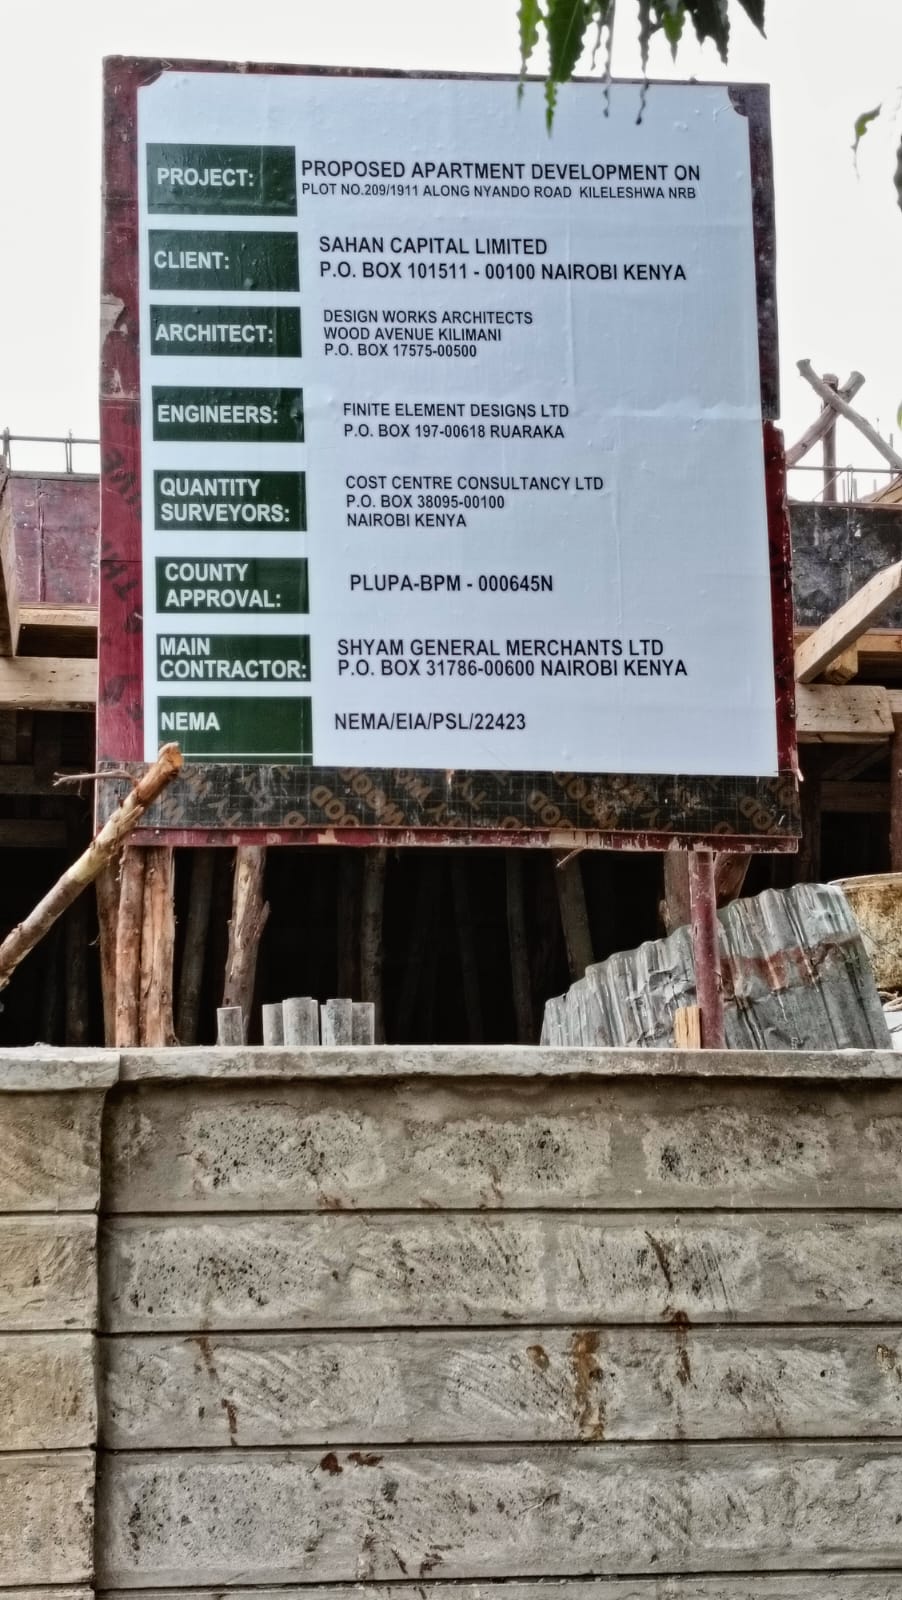 PROJECT: PROPOSED APARTMENT DEVELOPMENT ON
PLOT NO.209/1911 ALONG NYANDO ROAD KILELESHWA NRB
CLIENT: SAHAN CAPITAL LIMITED
P.O. BOX 101511 - 00100 NAIROBI KENYA
ARCHITECT: DESIGN WORKS ARCHITECTS
WOOD AVENUE KILIMANI
P.O. BOX 17575-00500
ENGINEERS: FINITE ELEMENT DESIGNS LTD
P.O. BOX 197-00618 RUARAKA
QUANTITY SURVEYORS: COST CENTRE CONSULTANCY LTD
P.O. BOX 38095-00100
NAIROBI KENYA
COUNTY APPROVAL: PLUPA-BPM - 000645N
MAIN CONTRACTOR: SHYAM GENERAL MERCHANTS LTD
P.O. BOX 31786-00600 NAIROBI KENYA
NEMA NEMA/EIA/PSL/22423